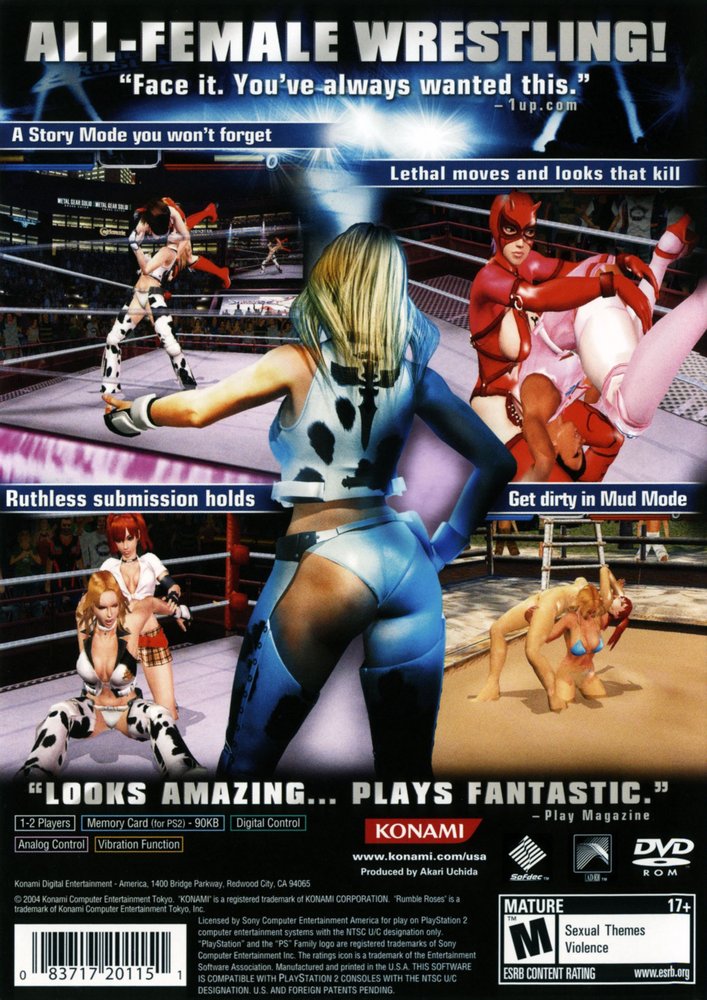 ALL-FEMALE WRESTLING!
“Face it. You’ve always wanted this.”
–1up.com
A Story Mode you won’t forget
Lethal moves and looks that kill
METAL GEAR SOLID
METAL GEAR SOLID
Ruthless submission holds
Get dirty in Mud Mode
“LOOKS AMAZING... PLAYS FANTASTIC.”
– Play Magazine
1-2 Players
Memory Card (for PS2) - 90KB
Digital Control
Analog Control
Vibration Function
KONAMI
www.konami.com/usa
Produced by Akari Uchida
SofdecTM
DVD
ROM
Konami Digital Entertainment - America, 1400 Bridge Parkway, Redwood City, CA 94065
© 2004 Konami Computer Entertainment Tokyo. “KONAMI” is a registered trademark of KONAMI CORPORATION. “Rumble Roses” is a
trademark of Konami Computer Entertainment Tokyo, Inc.
Licensed by Sony Computer Entertainment America for play on PlayStation 2
computer entertainment systems with the NTSC U/C designation only.
“PlayStation” and the “PS” Family logo are registered trademarks of Sony
Computer Entertainment Inc. The ratings icon is a trademark of the Entertainment
Software Association. Manufactured and printed in the U.S.A. THIS SOFTWARE
IS COMPATIBLE WITH PLAYSTATION 2 CONSOLES WITH THE NTSC U/C
DESIGNATION. U.S. AND FOREIGN PATENTS PENDING.
0 83717 20115 1
MATURE 17+
M
TM
Sexual Themes
Violence
ESRB CONTENT RATING www.esrb.org